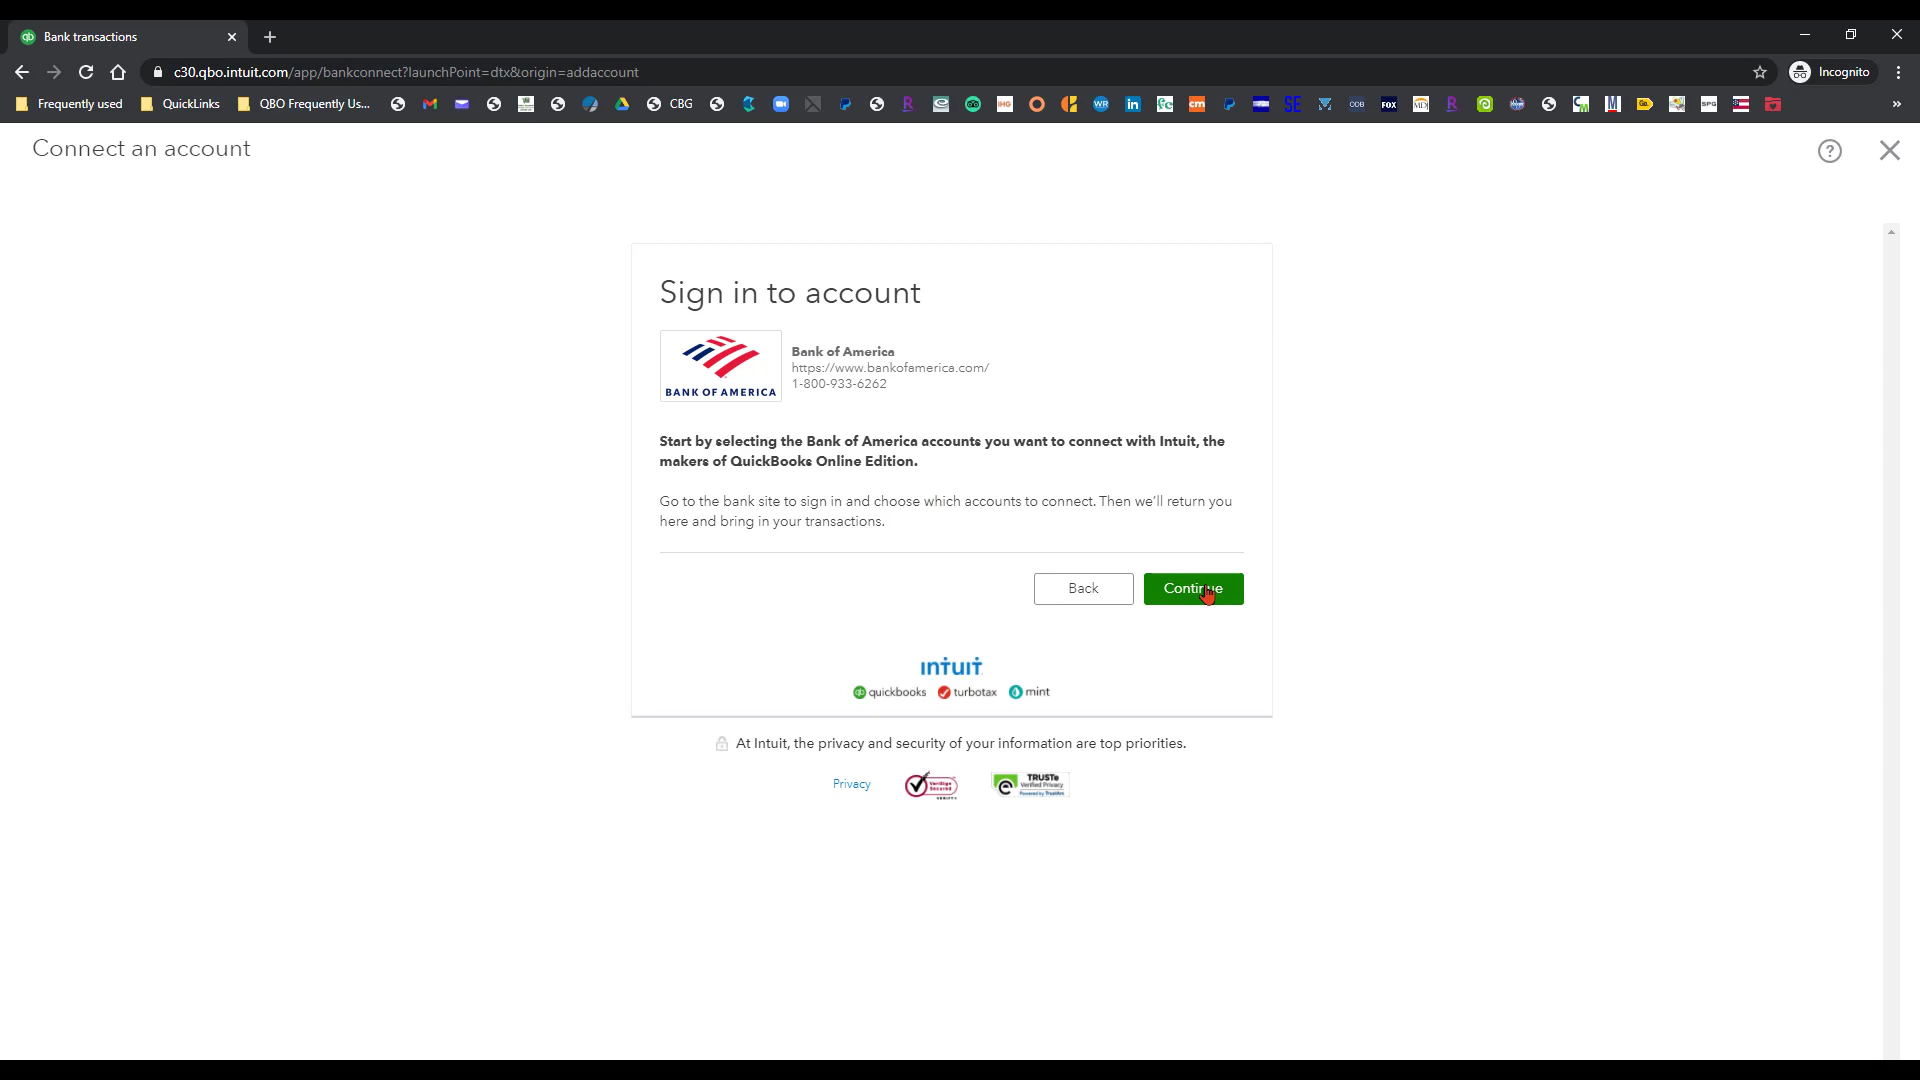 Bank transactions
c30.qbo.intuit.com/app/bankconnect?launchPoint=dtx&origin=addaccount
Incognito
Frequently used QuickLinks QBO Frequently Us... CBG
Connect an account
Sign in to account
BANK OF AMERICA
Bank of America
https://www.bankofamerica.com/
1-800-933-6262
Start by selecting the Bank of America accounts you want to connect with Intuit, the
makers of QuickBooks Online Edition.
Go to the bank site to sign in and choose which accounts to connect. Then we'll return you
here and bring in your transactions.
Back Continue
intuit
quickbooks turbotax mint
At Intuit, the privacy and security of your information are top priorities.
Privacy
TRUSTe
Verified Privacy
Powered by TrustArc